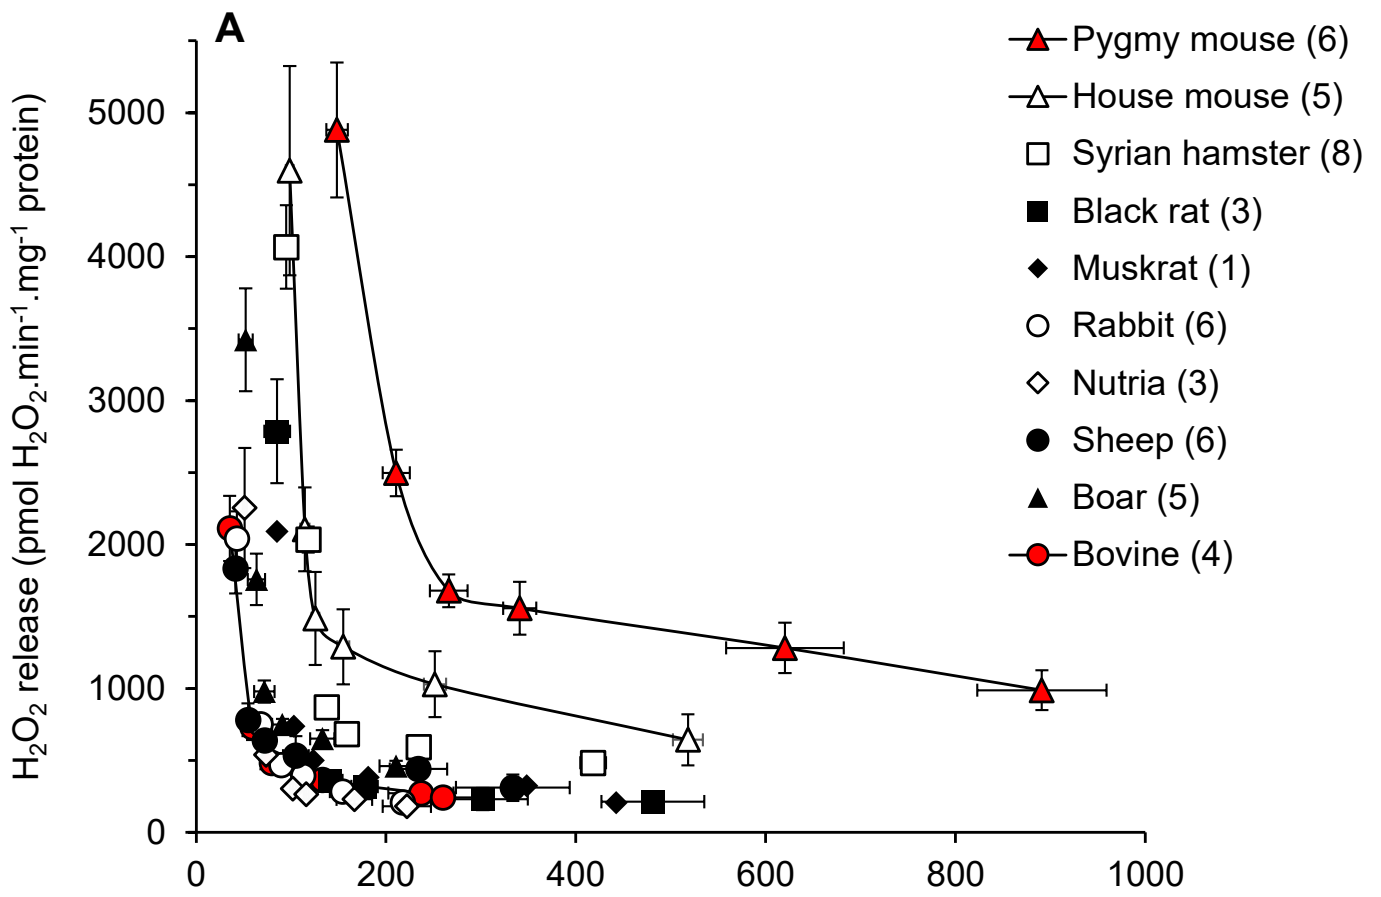 A
Pygmy mouse (6)
House mouse (5)
Syrian hamster (8)
Black rat (3)
Muskrat (1)
Rabbit (6)
Nutria (3)
Sheep (6)
Boar (5)
Bovine (4)
H₂O₂ release (pmol H₂O₂.min⁻¹.mg⁻¹ protein)
5000
4000
3000
2000
1000
0
0 200 400 600 800 1000